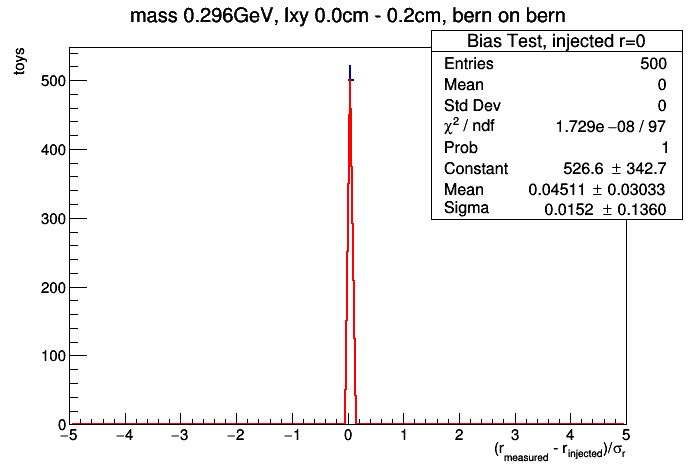 mass 0.296GeV, lxy 0.0cm - 0.2cm, bern on bern
toys
Bias Test, injected r=0
Entries 500
Mean 0
Std Dev 0
χ² / ndf 1.729e−08 / 97
Prob 1
Constant 526.6 ± 342.7
Mean 0.04511 ± 0.03033
Sigma 0.0152 ± 0.1360
500
400
300
200
100
0
−5 −4 −3 −2 −1 0 1 2 3 4 5
(r_measured - r_injected)/σ_r